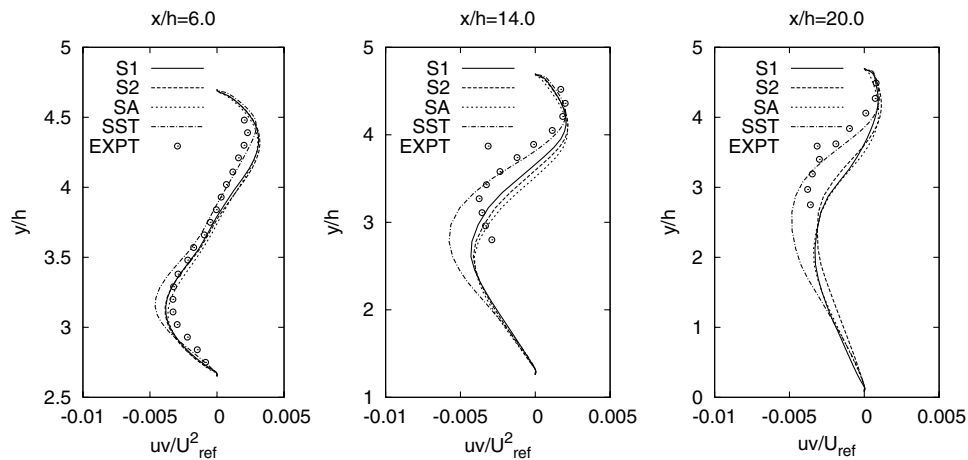 x/h=6.0
x/h=14.0
x/h=20.0
5
4.5
4
3.5
3
2.5
y/h
S1
S2
SA
SST
EXPT
-0.01
-0.005
0
0.005
uv/U²ref
5
4
3
2
1
y/h
S1
S2
SA
SST
EXPT
-0.01
-0.005
0
0.005
uv/U²ref
5
4
3
2
1
0
y/h
S1
S2
SA
SST
EXPT
-0.01
-0.005
0
0.005
uv/Uref